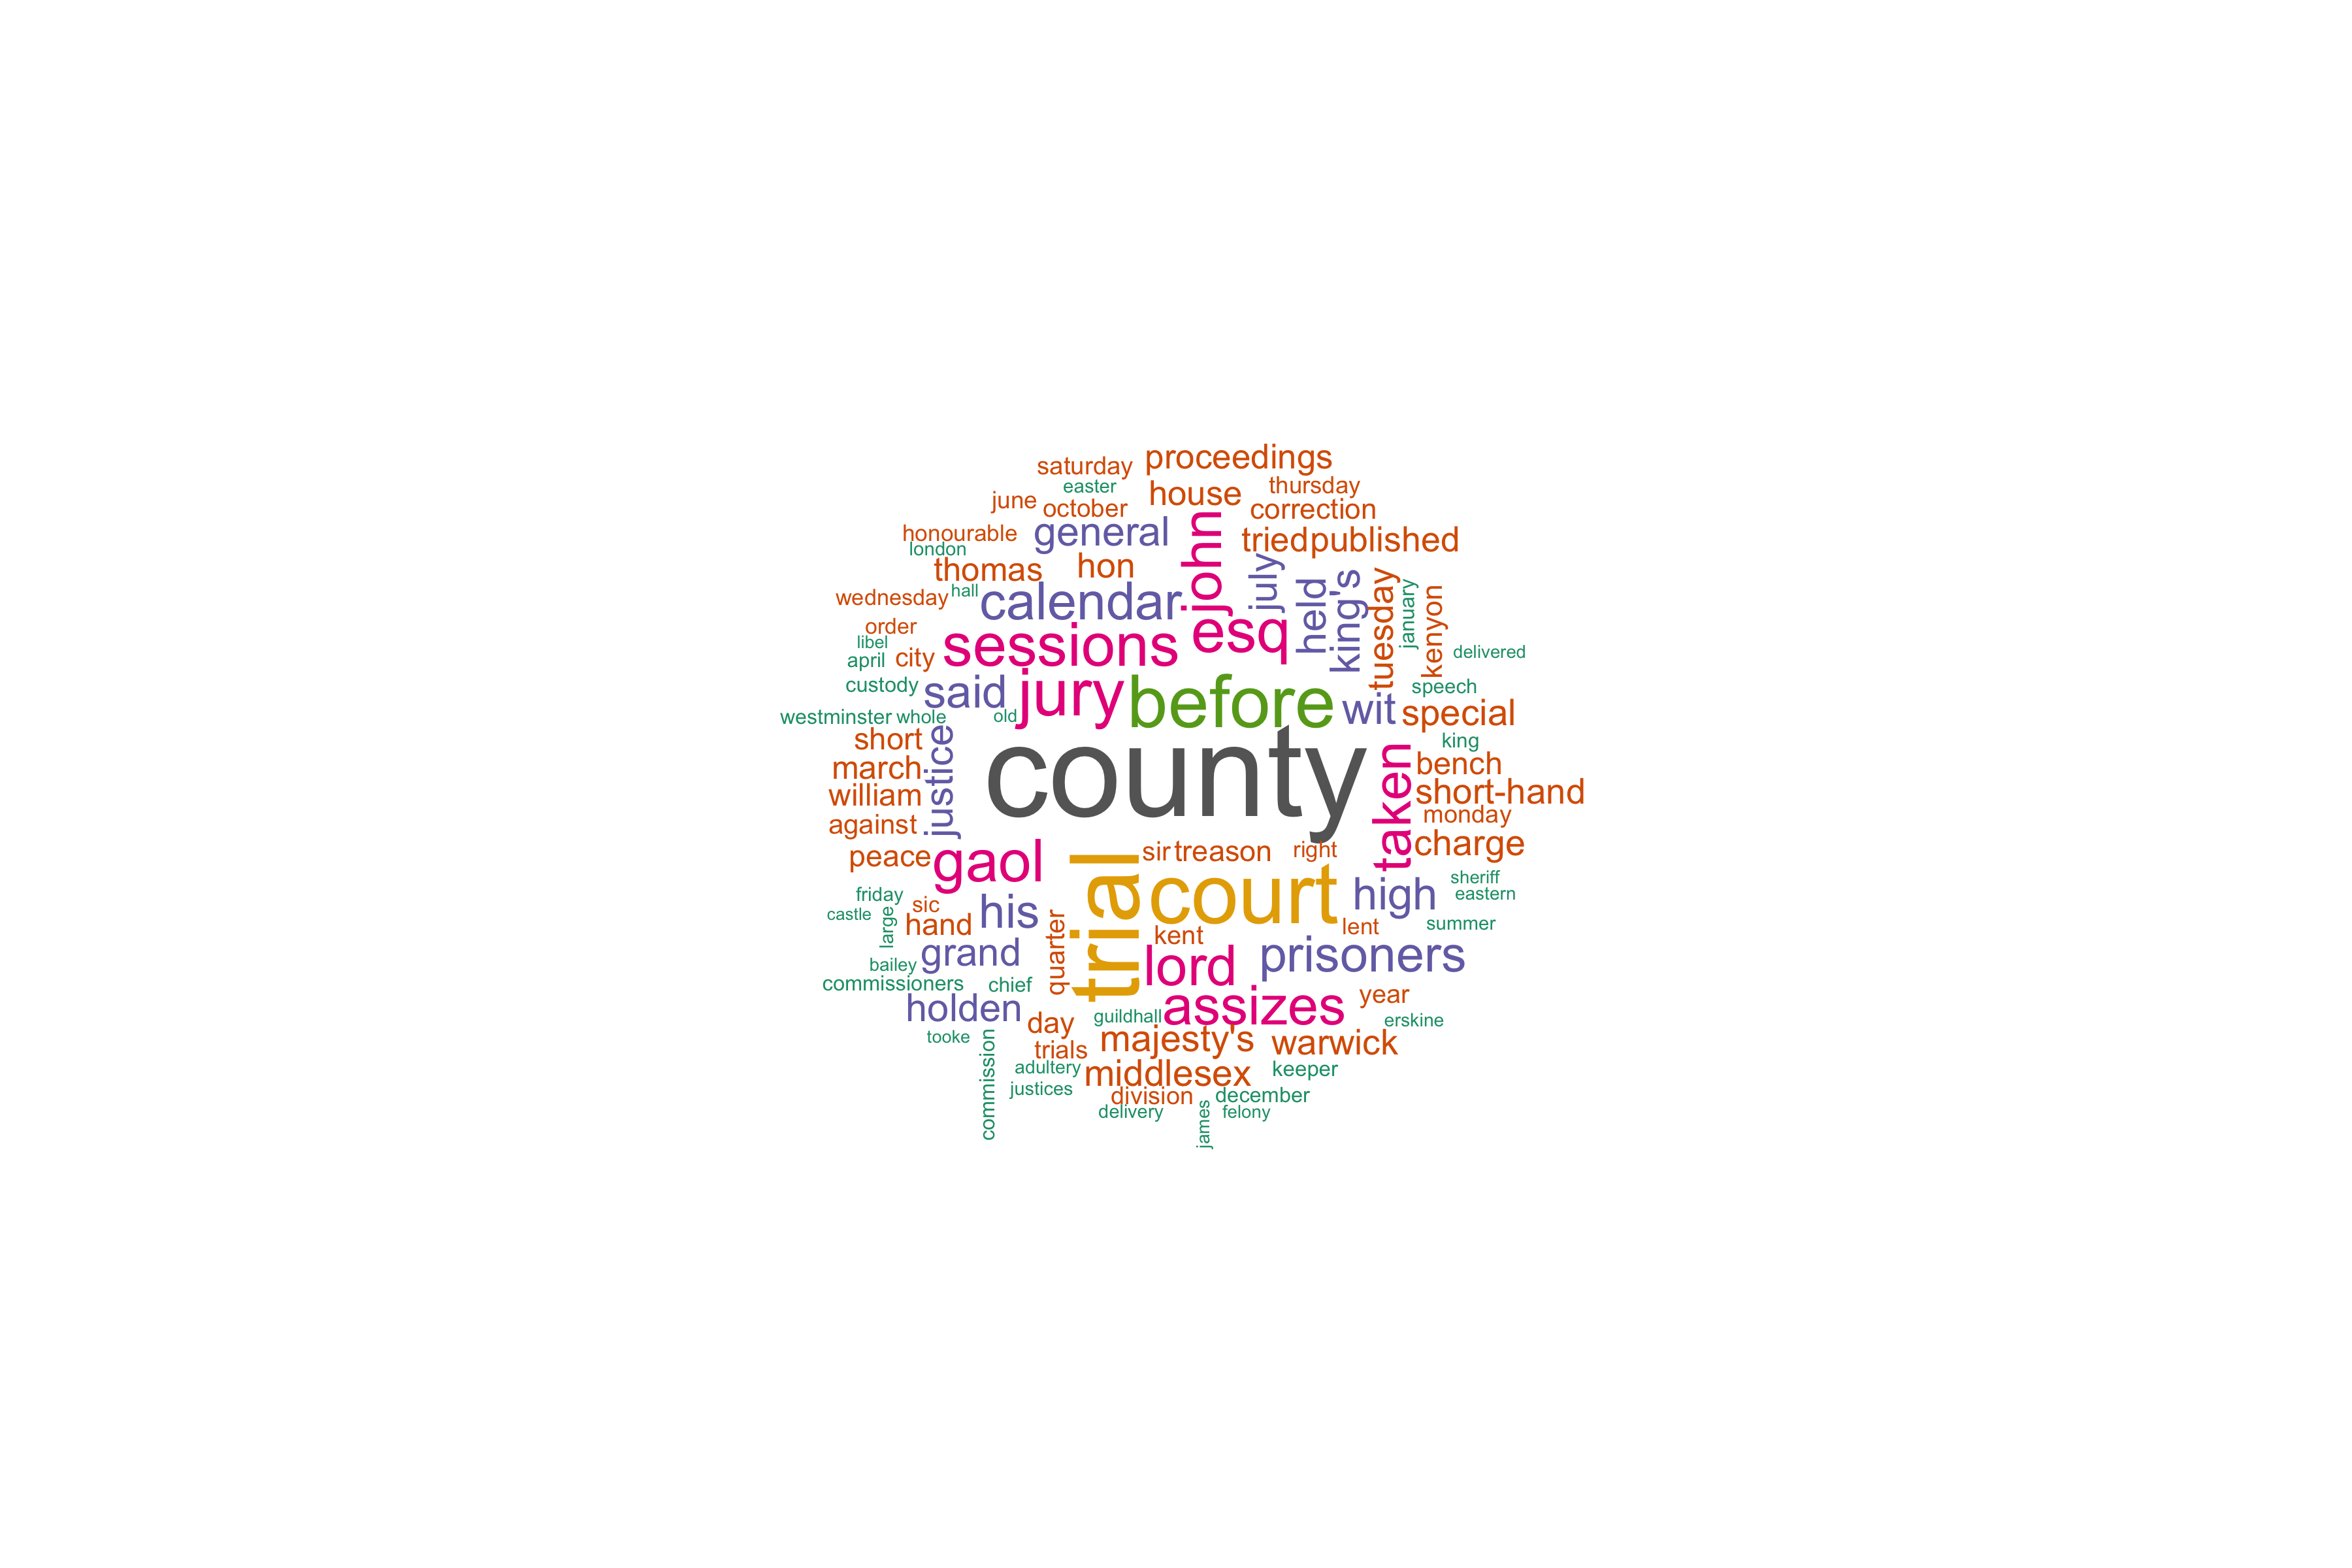 proceedings
saturday
easter
thursday
house
june
october
correction
general
john
honourable
london
tried
published
thomas
hon
july
held
king's
tuesday
january
kenyon
wednesday
hall
calendar
order
esq
libel
sessions
april
city
delivered
custody
said
jury
before
wit
speech
special
westminster
whole
old
short
justice
king
march
county
taken
bench
william
short-hand
against
monday
peace
gaol
sir
treason
right
charge
trial
court
high
sheriff
friday
eastern
castle
large
sic
his
hand
kent
lent
summer
quarter
grand
lord
prisoners
bailey
commissioners
chief
holden
assizes
year
guildhall
erskine
tooke
day
majesty's
warwick
commission
trials
adultery
middlesex
keeper
justices
division
december
delivery
james
felony